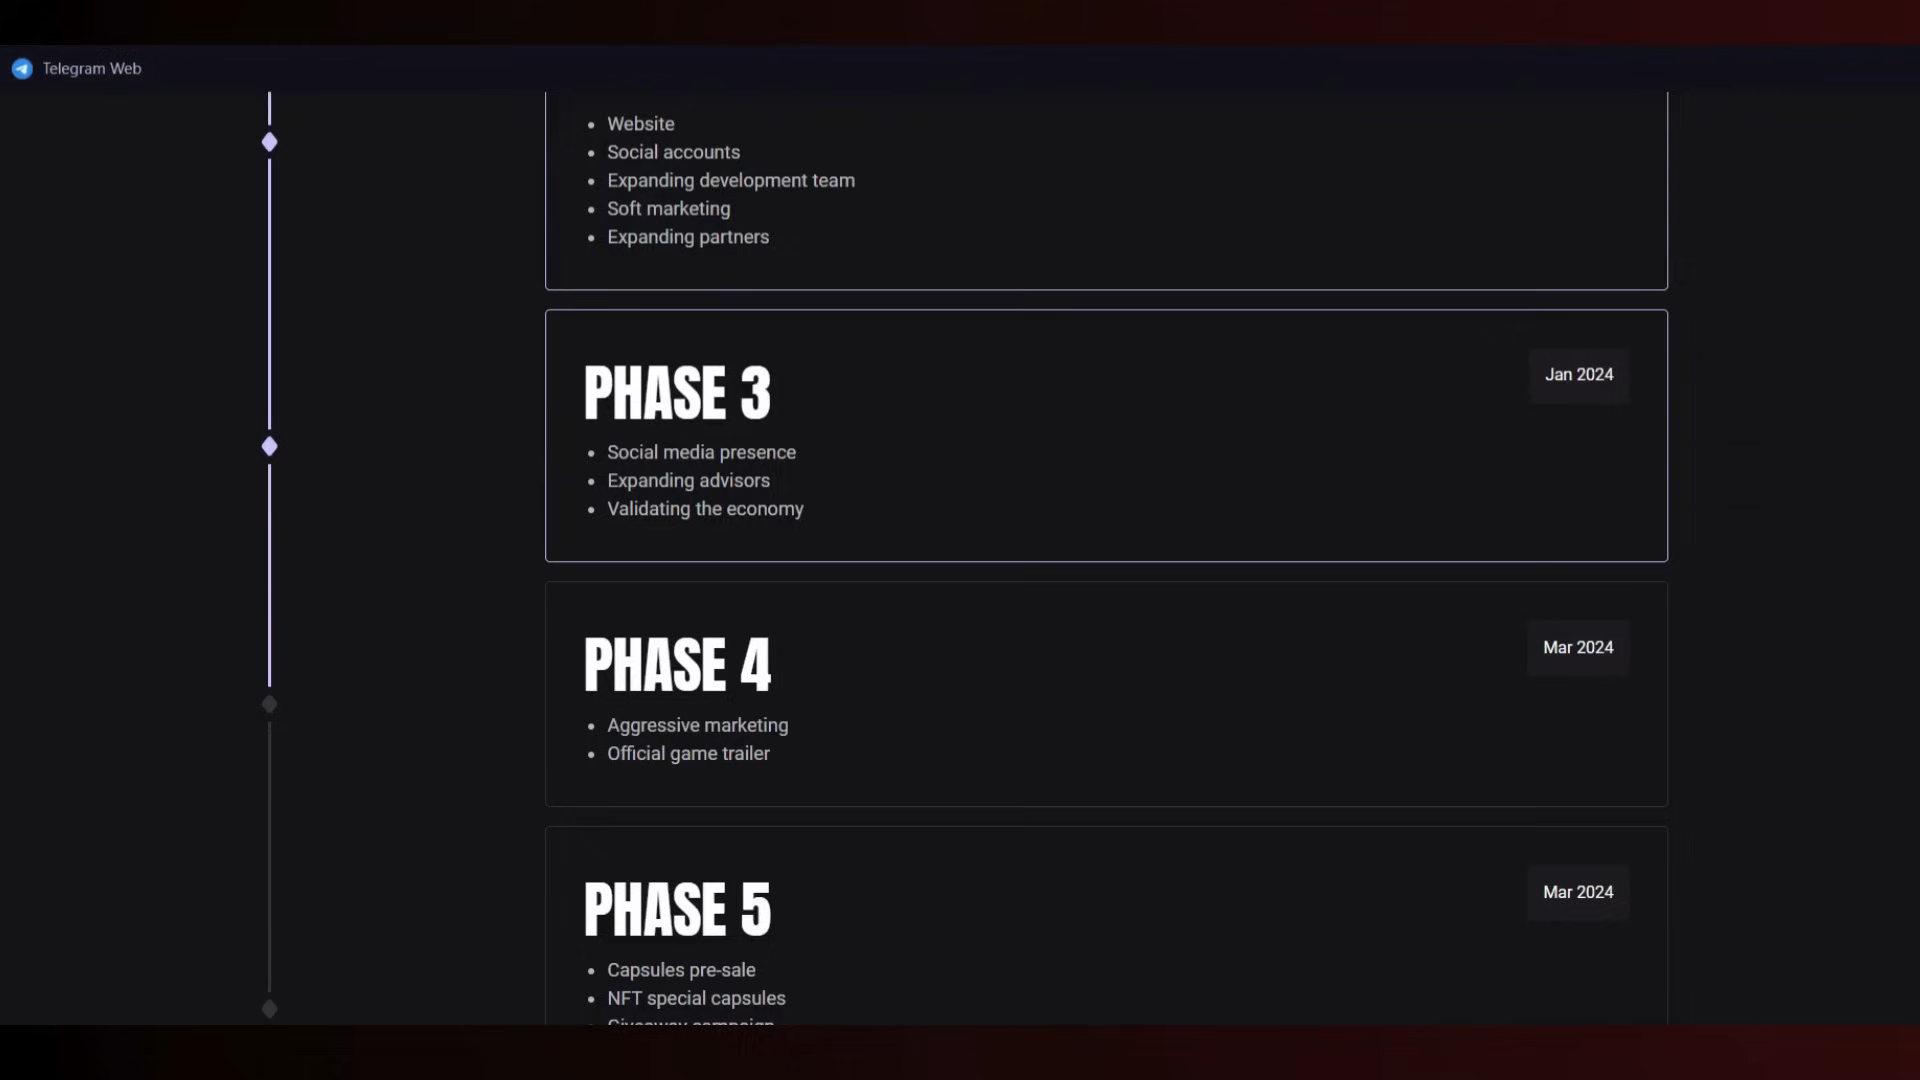 Telegram Web
Website
Social accounts
Expanding development team
Soft marketing
Expanding partners
PHASE 3
Jan 2024
Social media presence
Expanding advisors
Validating the economy
PHASE 4
Mar 2024
Aggressive marketing
Official game trailer
PHASE 5
Mar 2024
Capsules pre-sale
NFT special capsules
Giveaway campaign